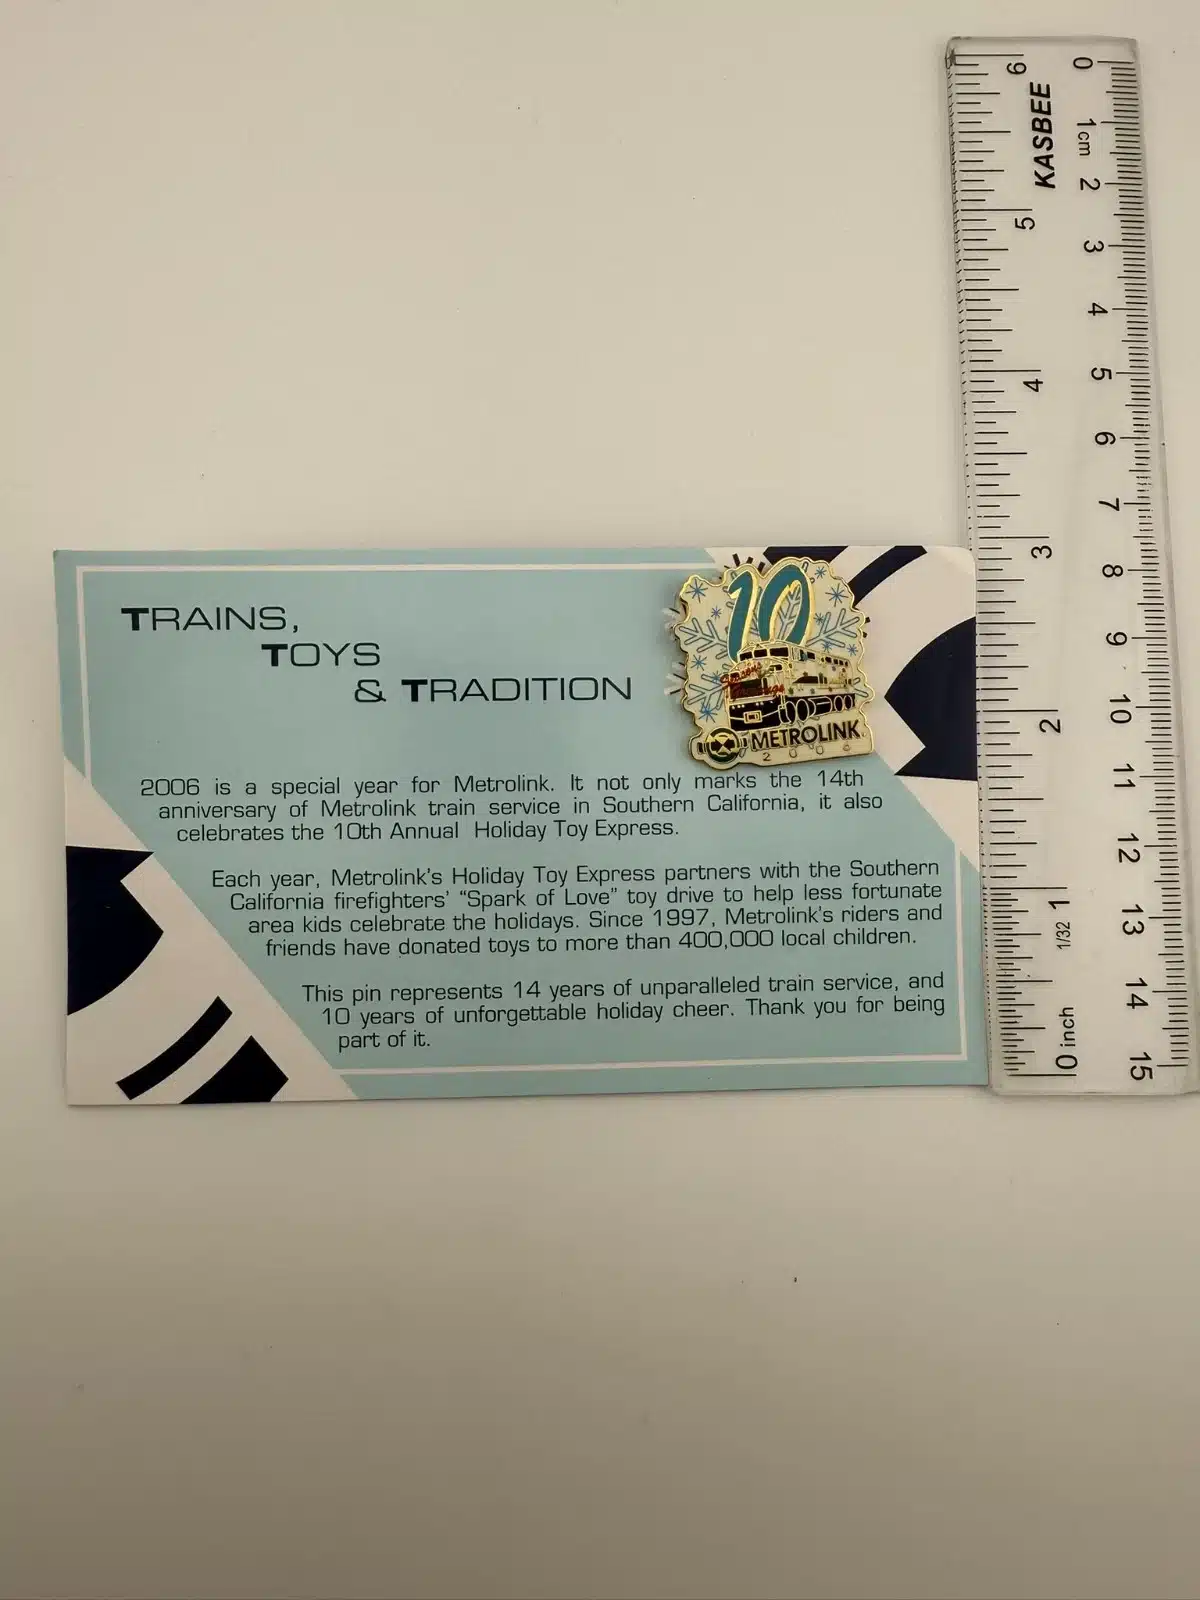 TRAINS,
TOYS
& TRADITION
10
Season's
Greetings
METROLINK
2006
2006 is a special year for Metrolink. It not only marks the 14th
anniversary of Metrolink train service in Southern California, it also
celebrates the 10th Annual Holiday Toy Express.
Each year, Metrolink's Holiday Toy Express partners with the Southern
California firefighters' “Spark of Love” toy drive to help less fortunate
area kids celebrate the holidays. Since 1997, Metrolink's riders and
friends have donated toys to more than 400,000 local children.
This pin represents 14 years of unparalleled train service, and
10 years of unforgettable holiday cheer. Thank you for being
part of it.
KASBEE
0 1cm 2 3 4 5 6 7 8 9 10 11 12 13 14 15
6 5 4 3 2 1 1/32 0 inch